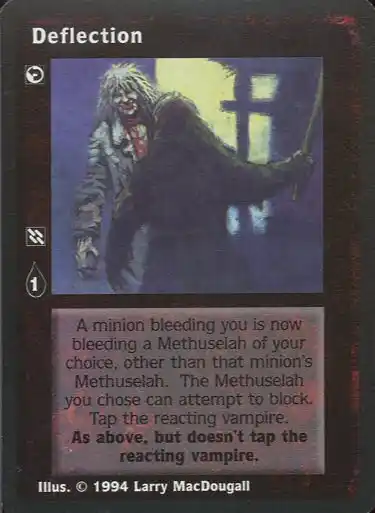 Deflection
1
A minion bleeding you is now
bleeding a Methuselah of your
choice, other than that minion's
Methuselah. The Methuselah
you chose can attempt to block.
Tap the reacting vampire.
As above, but doesn't tap the
reacting vampire.
Illus. © 1994 Larry MacDougall